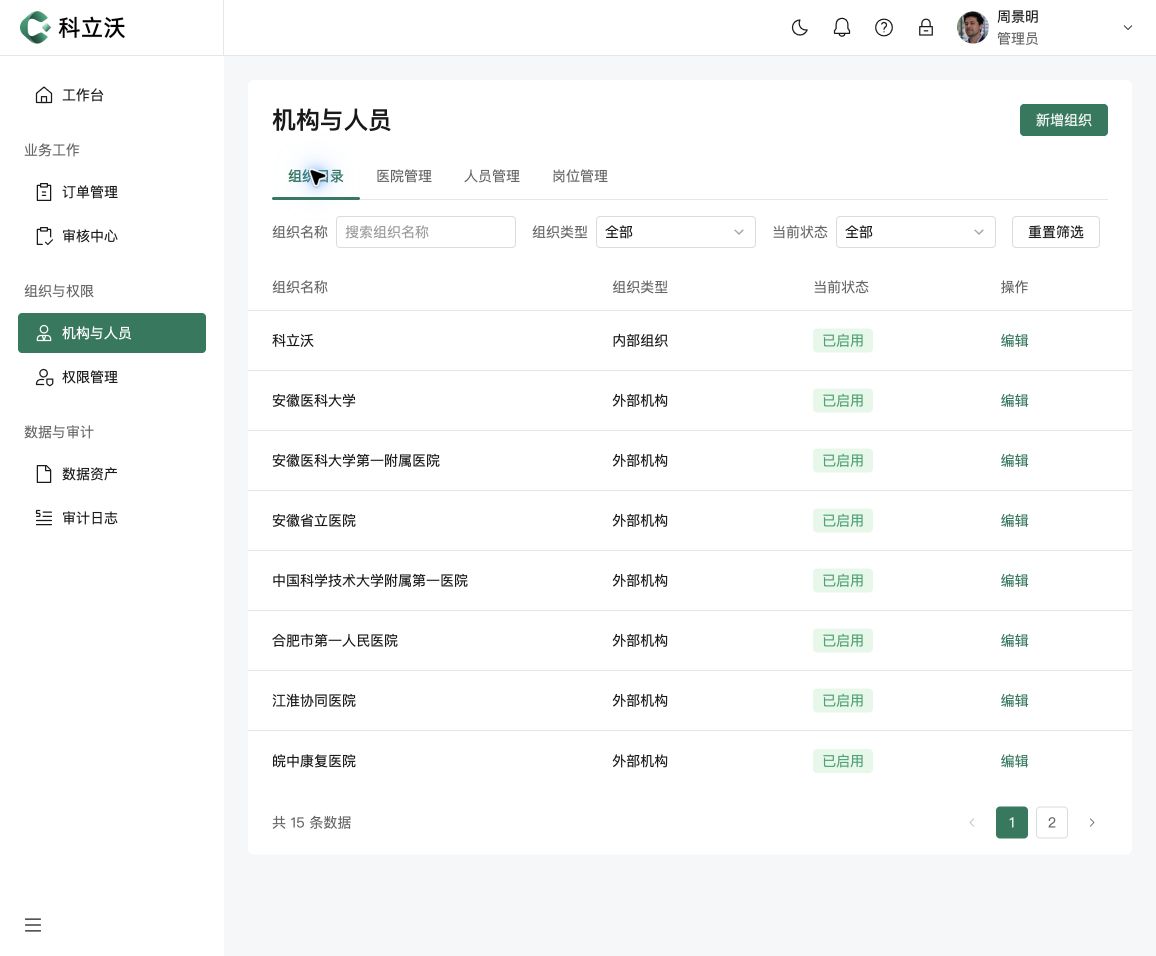 科立沃
周景明
管理员
工作台
业务工作
订单管理
审核中心
组织与权限
机构与人员
权限管理
数据与审计
数据资产
审计日志
机构与人员
新增组织
组织目录 医院管理 人员管理 岗位管理
组织名称 搜索组织名称 组织类型 全部 当前状态 全部 重置筛选
组织名称 组织类型 当前状态 操作
科立沃 内部组织 已启用 编辑
安徽医科大学 外部机构 已启用 编辑
安徽医科大学第一附属医院 外部机构 已启用 编辑
安徽省立医院 外部机构 已启用 编辑
中国科学技术大学附属第一医院 外部机构 已启用 编辑
合肥市第一人民医院 外部机构 已启用 编辑
江淮协同医院 外部机构 已启用 编辑
皖中康复医院 外部机构 已启用 编辑
共 15 条数据 1 2